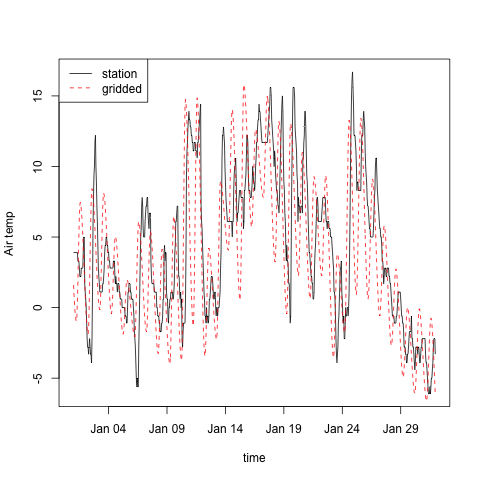 station
gridded
Air temp
15
10
5
0
-5
Jan 04
Jan 09
Jan 14
Jan 19
Jan 24
Jan 29
time